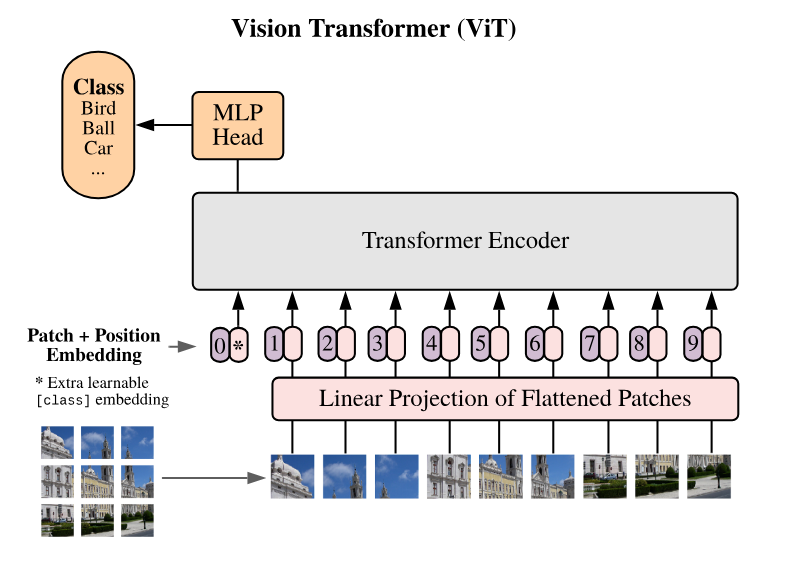 Vision Transformer (ViT)
Class
Bird
Ball
Car
...
MLP
Head
Transformer Encoder
Patch + Position
Embedding
0 * 1 2 3 4 5 6 7 8 9
* Extra learnable
[class] embedding
Linear Projection of Flattened Patches